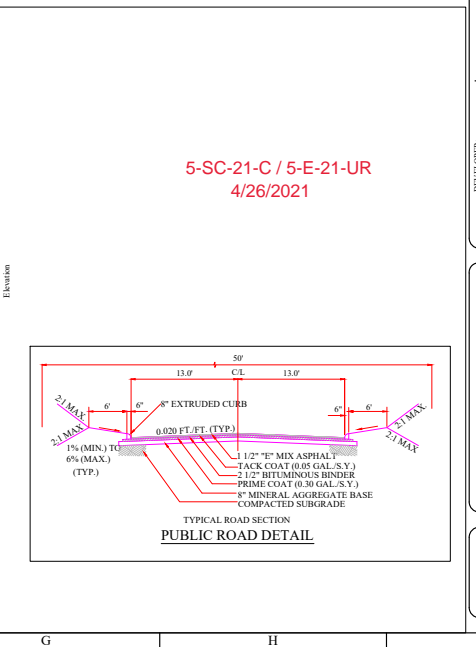 5-SC-21-C / 5-E-21-UR
4/26/2021
Elevation
50'
13.0' C/L 13.0'
2:1 MAX. 6' 6" 8" EXTRUDED CURB 6" 6' 2:1 MAX.
2:1 MAX. 0.020 FT./FT. (TYP.) 2:1 MAX.
1% (MIN.) TO
6% (MAX.)
(TYP.)
1 1/2" "E" MIX ASPHALT
TACK COAT (0.05 GAL./S.Y.)
2 1/2" BITUMINOUS BINDER
PRIME COAT (0.30 GAL./S.Y.)
8" MINERAL AGGREGATE BASE
COMPACTED SUBGRADE
TYPICAL ROAD SECTION
PUBLIC ROAD DETAIL
G H